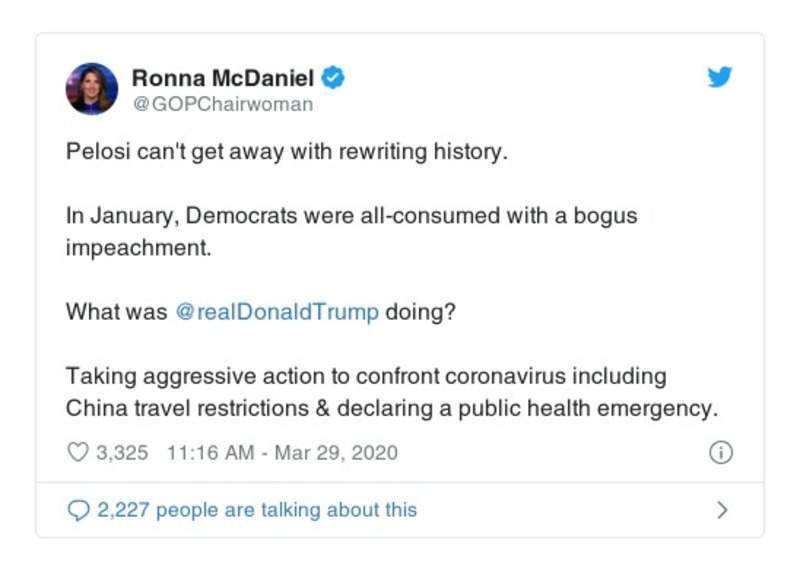 Ronna McDaniel
@GOPChairwoman
Pelosi can't get away with rewriting history.
In January, Democrats were all-consumed with a bogus
impeachment.
What was @realDonaldTrump doing?
Taking aggressive action to confront coronavirus including
China travel restrictions & declaring a public health emergency.
3,325 11:16 AM - Mar 29, 2020
2,227 people are talking about this